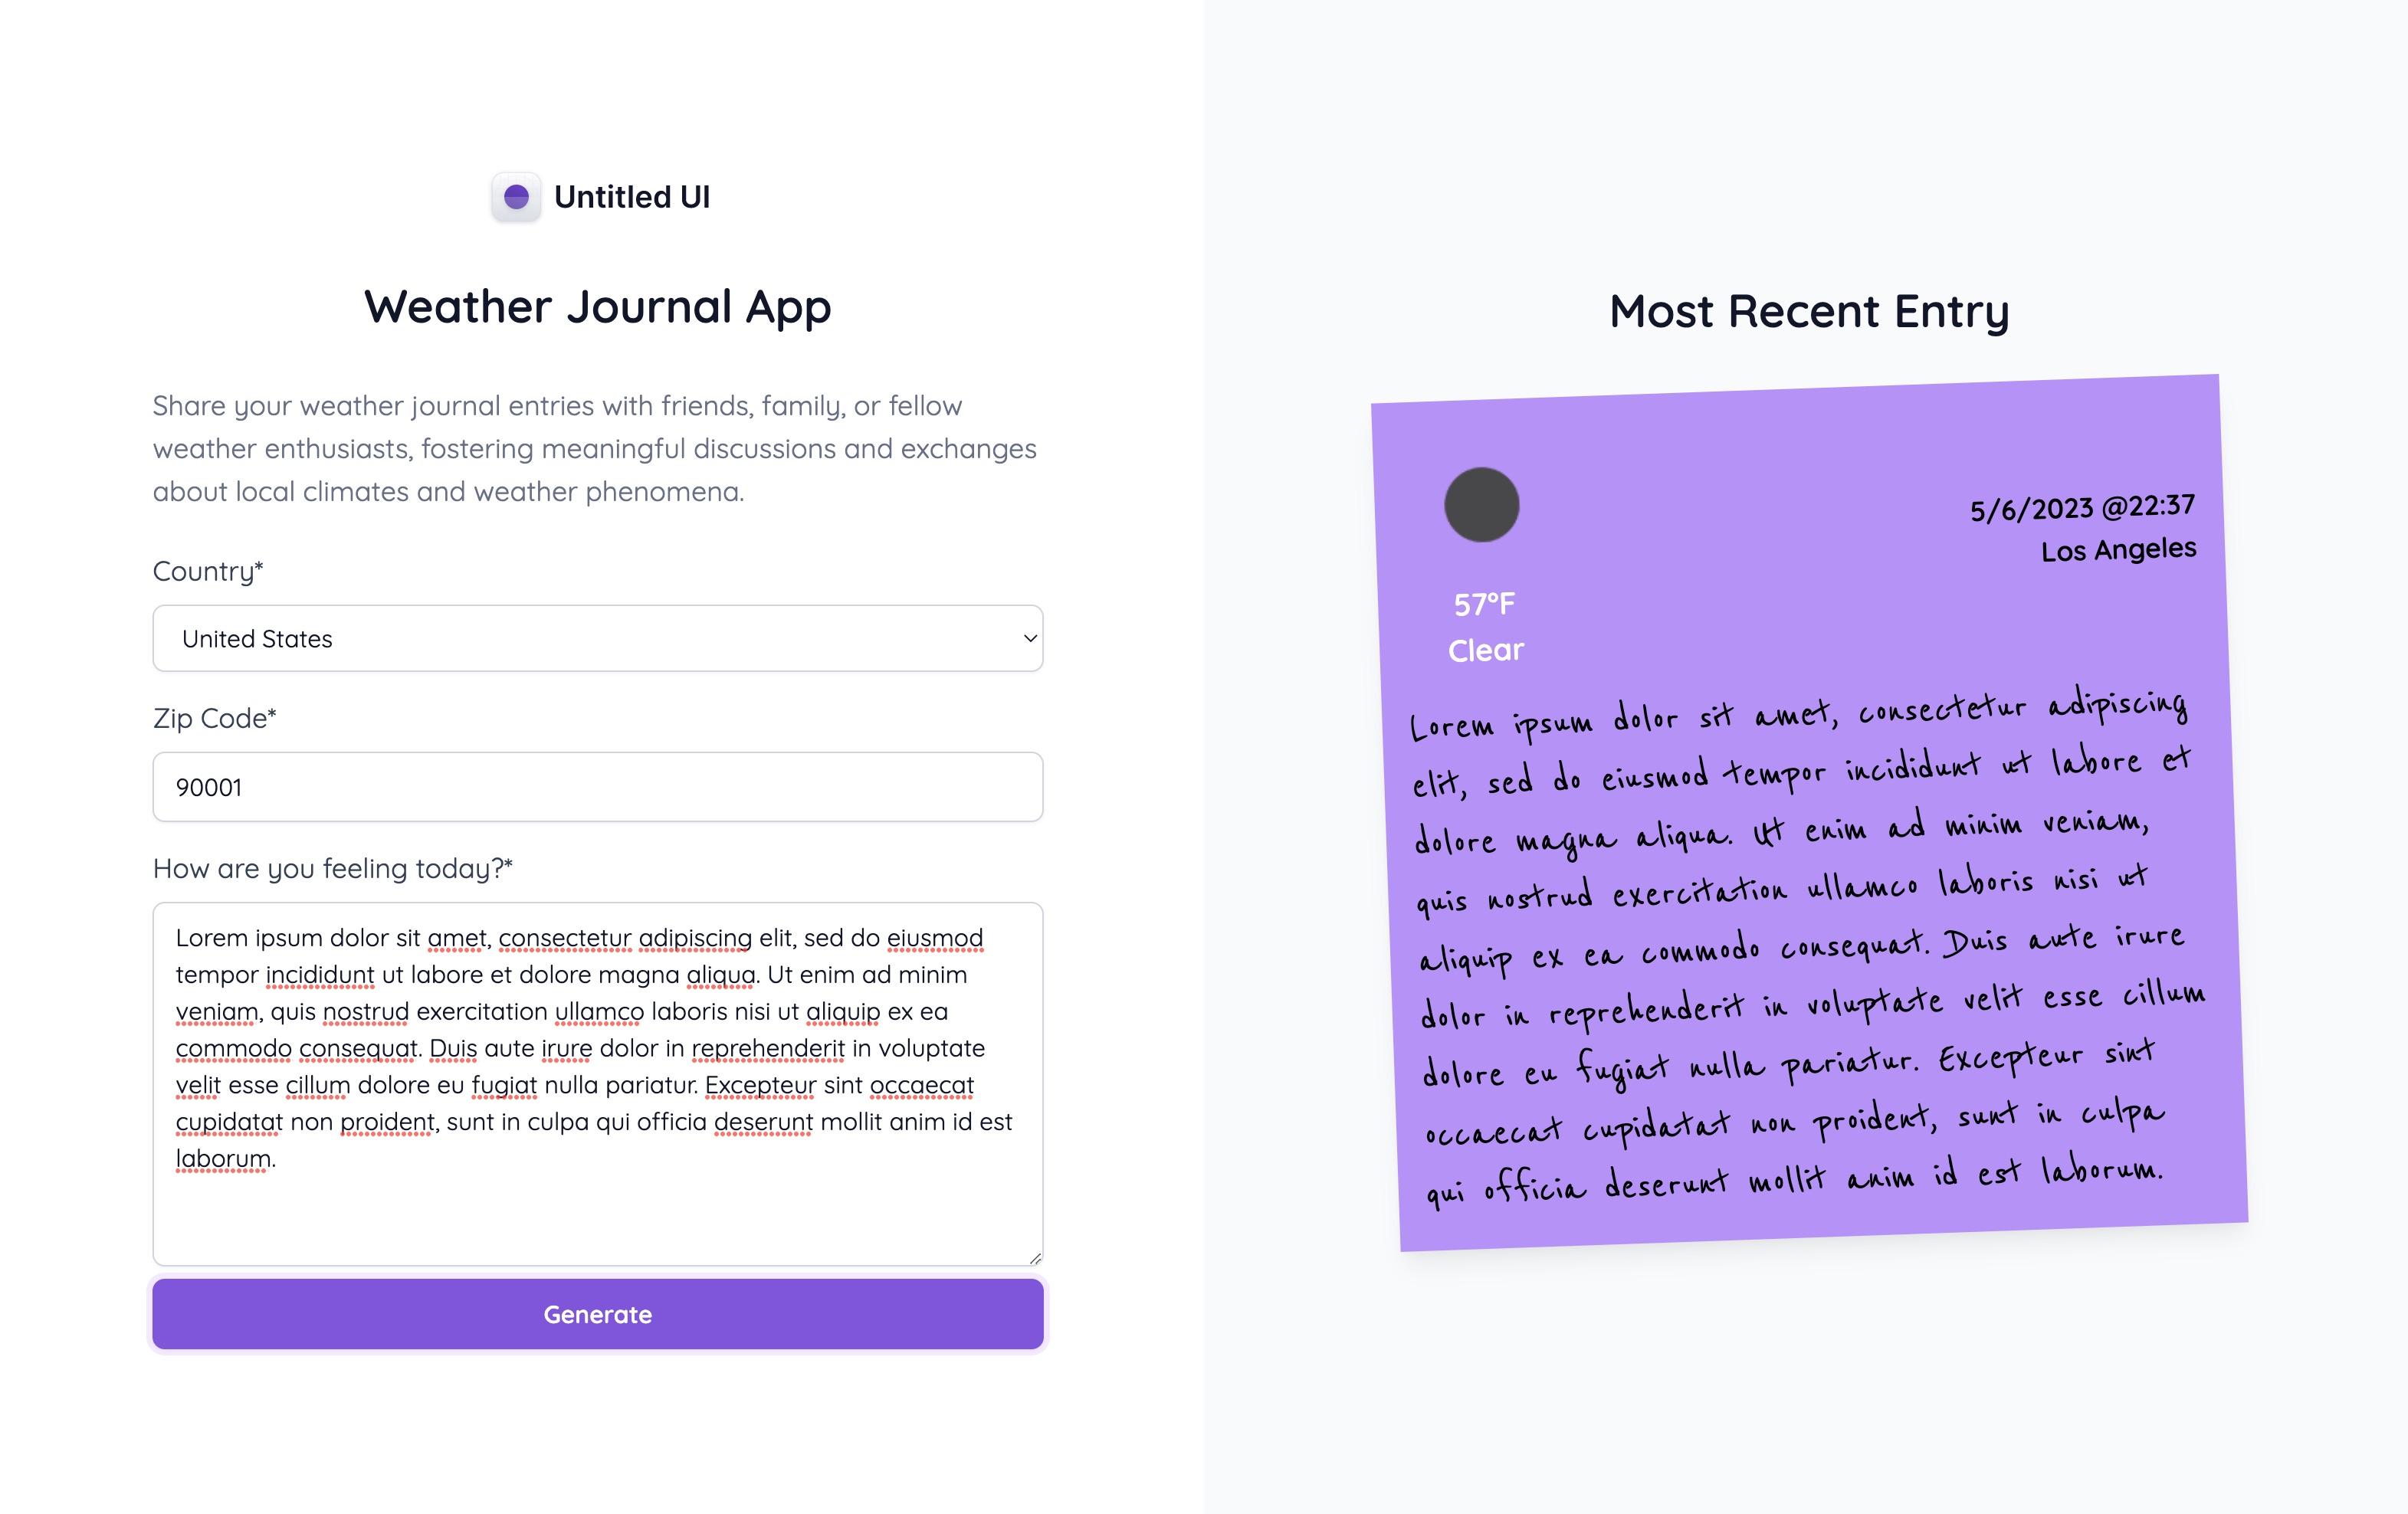 Untitled UI
Weather Journal App
Share your weather journal entries with friends, family, or fellow
weather enthusiasts, fostering meaningful discussions and exchanges
about local climates and weather phenomena.
Country*
United States
Zip Code*
90001
How are you feeling today?*
Lorem ipsum dolor sit amet, consectetur adipiscing elit, sed do eiusmod
tempor incididunt ut labore et dolore magna aliqua. Ut enim ad minim
veniam, quis nostrud exercitation ullamco laboris nisi ut aliquip ex ea
commodo consequat. Duis aute irure dolor in reprehenderit in voluptate
velit esse cillum dolore eu fugiat nulla pariatur. Excepteur sint occaecat
cupidatat non proident, sunt in culpa qui officia deserunt mollit anim id est
laborum.
Generate
Most Recent Entry
5/6/2023 @22:37
Los Angeles
57°F
Clear
Lorem ipsum dolor sit amet, consectetur adipiscing
elit, sed do eiusmod tempor incididunt ut labore et
dolore magna aliqua. Ut enim ad minim veniam,
quis nostrud exercitation ullamco laboris nisi ut
aliquip ex ea commodo consequat. Duis aute irure
dolor in reprehenderit in voluptate velit esse cillum
dolore eu fugiat nulla pariatur. Excepteur sint
occaecat cupidatat non proident, sunt in culpa
qui officia deserunt mollit anim id est laborum.